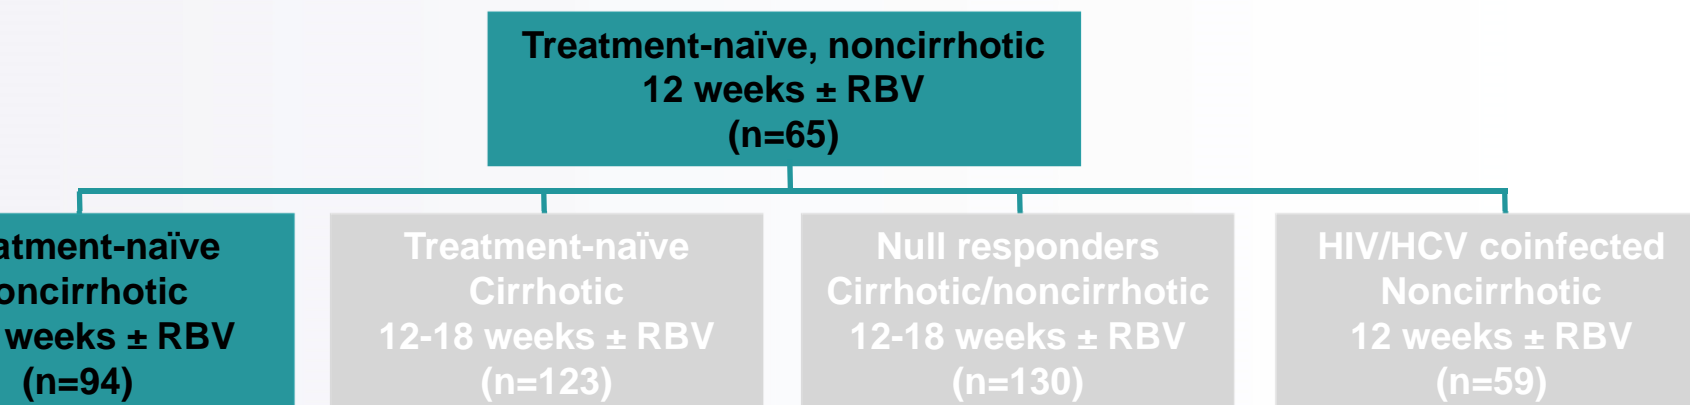 Treatment-naïve, noncirrhotic
12 weeks ± RBV
(n=65)
atment-naïve
oncirrhotic
weeks ± RBV
(n=94)
Treatment-naïve
Cirrhotic
12-18 weeks ± RBV
(n=123)
Null responders
Cirrhotic/noncirrhotic
12-18 weeks ± RBV
(n=130)
HIV/HCV coinfected
Noncirrhotic
12 weeks ± RBV
(n=59)